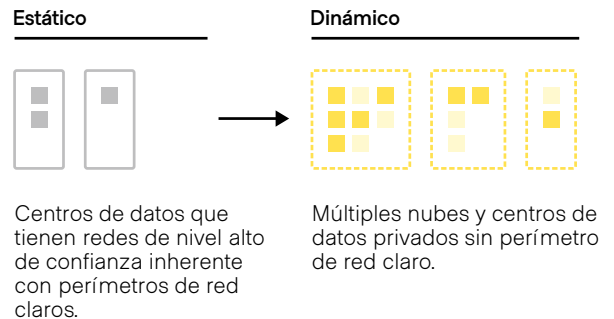 Estático
Dinámico
Centros de datos que
tienen redes de nivel alto
de confianza inherente
con perímetros de red
claros.
Múltiples nubes y centros de
datos privados sin perímetro
de red claro.